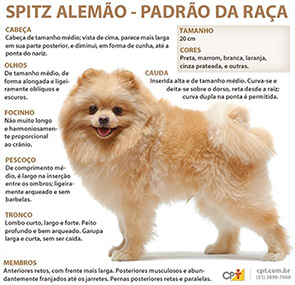 SPITZ ALEMÃO - PADRÃO DA RAÇA
CABEÇA
Cabeça de tamanho médio; vista de cima, parece mais larga
em sua parte posterior, e diminui, em forma de cunha, até a
ponta do nariz.
TAMANHO
20 cm
CORES
Preta, marrom, branca, laranja,
cinza prateada, e outras.
OLHOS
De tamanho médio, de
forma alongada e ligei-
ramente oblíquos e
escuros.
CAUDA
Inserida alta e de tamanho médio. Curva-se e
deita-se sobre o dorso, reta desde a raiz;
curva dupla na ponta é permitida.
FOCINHO
Não muito longo
e harmoniosamen-
te proporcional
ao crânio.
PESCOÇO
De comprimento mé-
dio, é largo na inserção
entre os ombros; ligeira-
mente arqueado e sem
barbelas.
TRONCO
Lombo curto, largo e forte. Peito
profundo e bem arqueado. Garupa
larga e curta, sem ser caída.
MEMBROS
Anteriores retos, com frente mais larga. Posteriores musculosos e abun-
dantemente franjados até os jarretes. Pernas posteriores retas e paralelas.
CPT
cpt.com.br
(31) 3899-7000